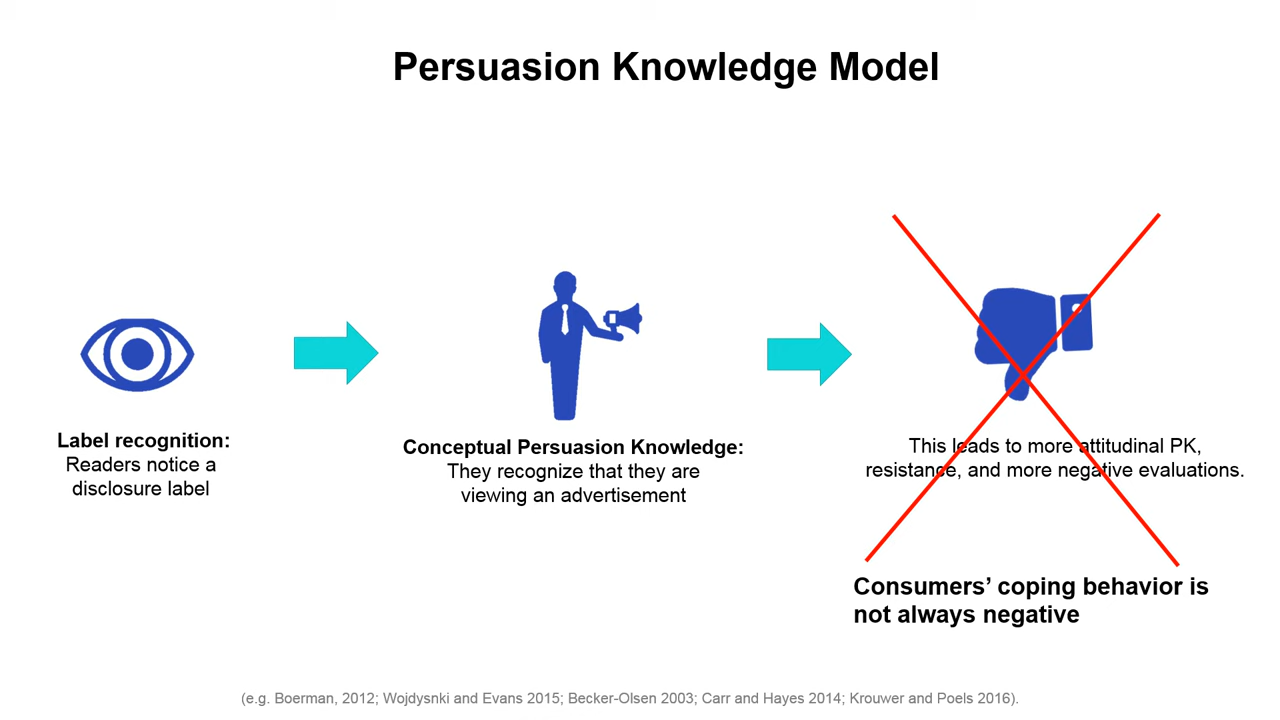 Persuasion Knowledge Model
Label recognition:
Readers notice a
disclosure label
Conceptual Persuasion Knowledge:
They recognize that they are
viewing an advertisement
This leads to more attitudinal PK,
resistance, and more negative evaluations.
Consumers’ coping behavior is
not always negative
(e.g. Boerman, 2012; Wojdysnki and Evans 2015; Becker-Olsen 2003; Carr and Hayes 2014; Krouwer and Poels 2016).